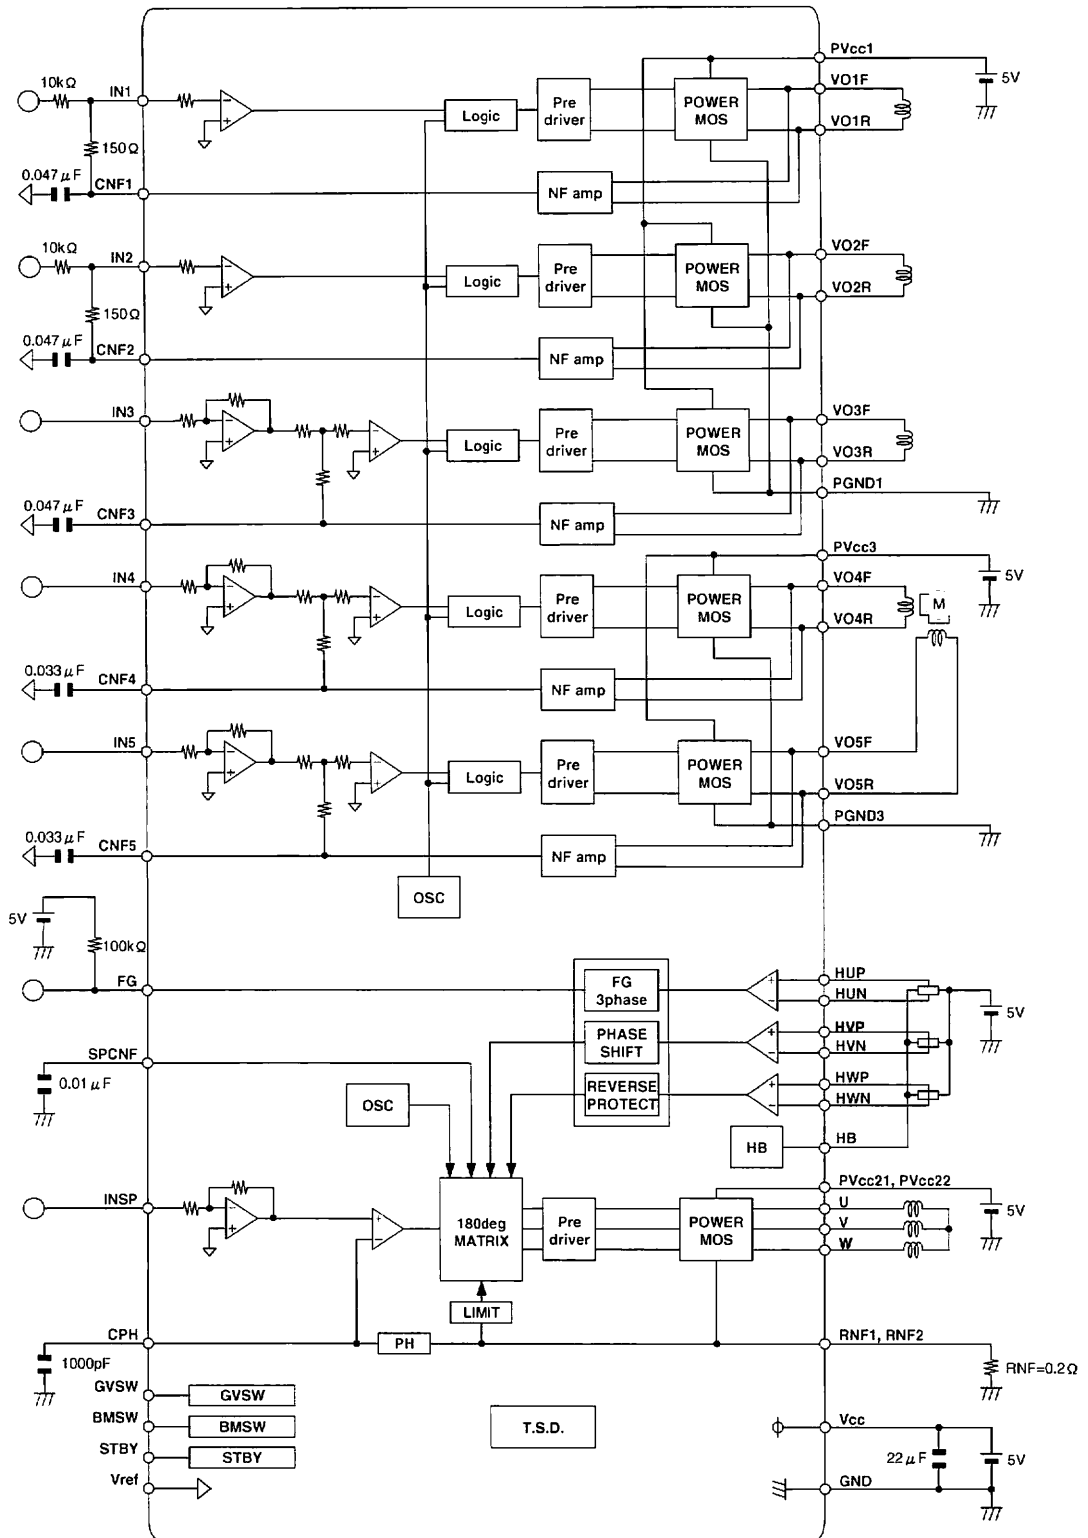 PVcc1
5V
10kΩ
IN1
Logic
Pre
driver
POWER
MOS
VO1F
VO1R
150Ω
0.047μF
CNF1
NF amp
10kΩ
IN2
Logic
Pre
driver
POWER
MOS
VO2F
VO2R
150Ω
0.047μF
CNF2
NF amp
IN3
Logic
Pre
driver
POWER
MOS
VO3F
VO3R
PGND1
0.047μF
CNF3
NF amp
PVcc3
5V
IN4
Logic
Pre
driver
POWER
MOS
VO4F
VO4R
M
0.033μF
CNF4
NF amp
IN5
Logic
Pre
driver
POWER
MOS
VO5F
VO5R
PGND3
0.033μF
CNF5
NF amp
OSC
5V
100kΩ
FG
FG
3phase
HUP
HUN
5V
PHASE
SHIFT
HVP
HVN
SPCNF
0.01μF
OSC
REVERSE
PROTECT
HWP
HWN
HB
HB
PVcc21, PVcc22
INSP
180deg
MATRIX
Pre
driver
POWER
MOS
U
V
W
5V
LIMIT
CPH
PH
RNF1, RNF2
1000pF
RNF=0.2Ω
GVSW
GVSW
BMSW
BMSW
STBY
STBY
Vref
T.S.D.
Vcc
22μF
5V
GND